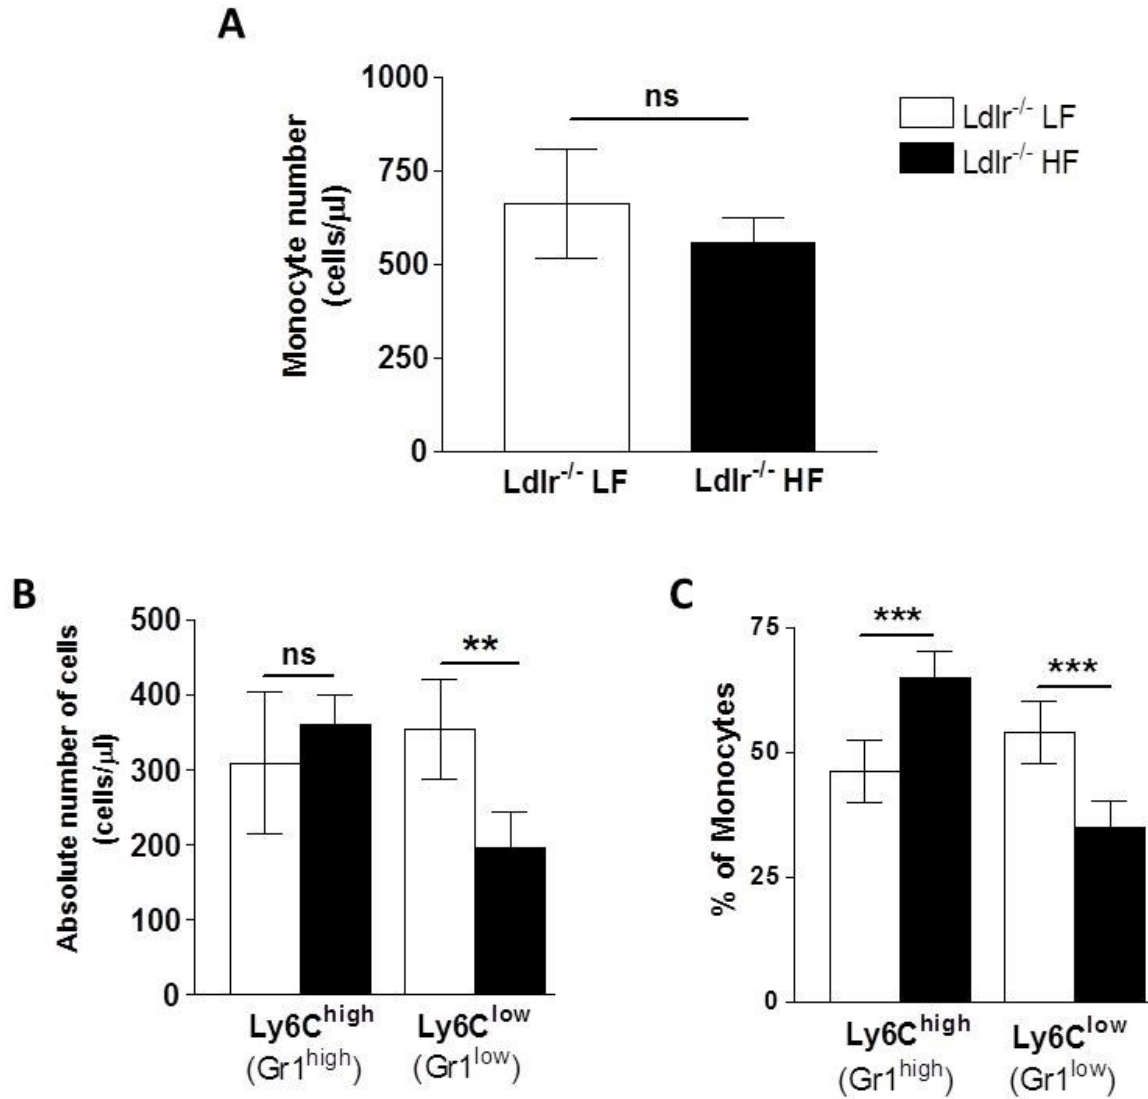 A
1000
750
500
250
0
Monocyte number
(cells/µl)
ns
Ldlr-/- LF
Ldlr-/- HF
Ldlr-/- LF
Ldlr-/- HF
B
500
400
300
200
100
0
Absolute number of cells
(cells/µl)
ns
**
Ly6Chigh
(Gr1high)
Ly6Clow
(Gr1low)
C
75
50
25
0
% of Monocytes
***
***
Ly6Chigh
(Gr1high)
Ly6Clow
(Gr1low)